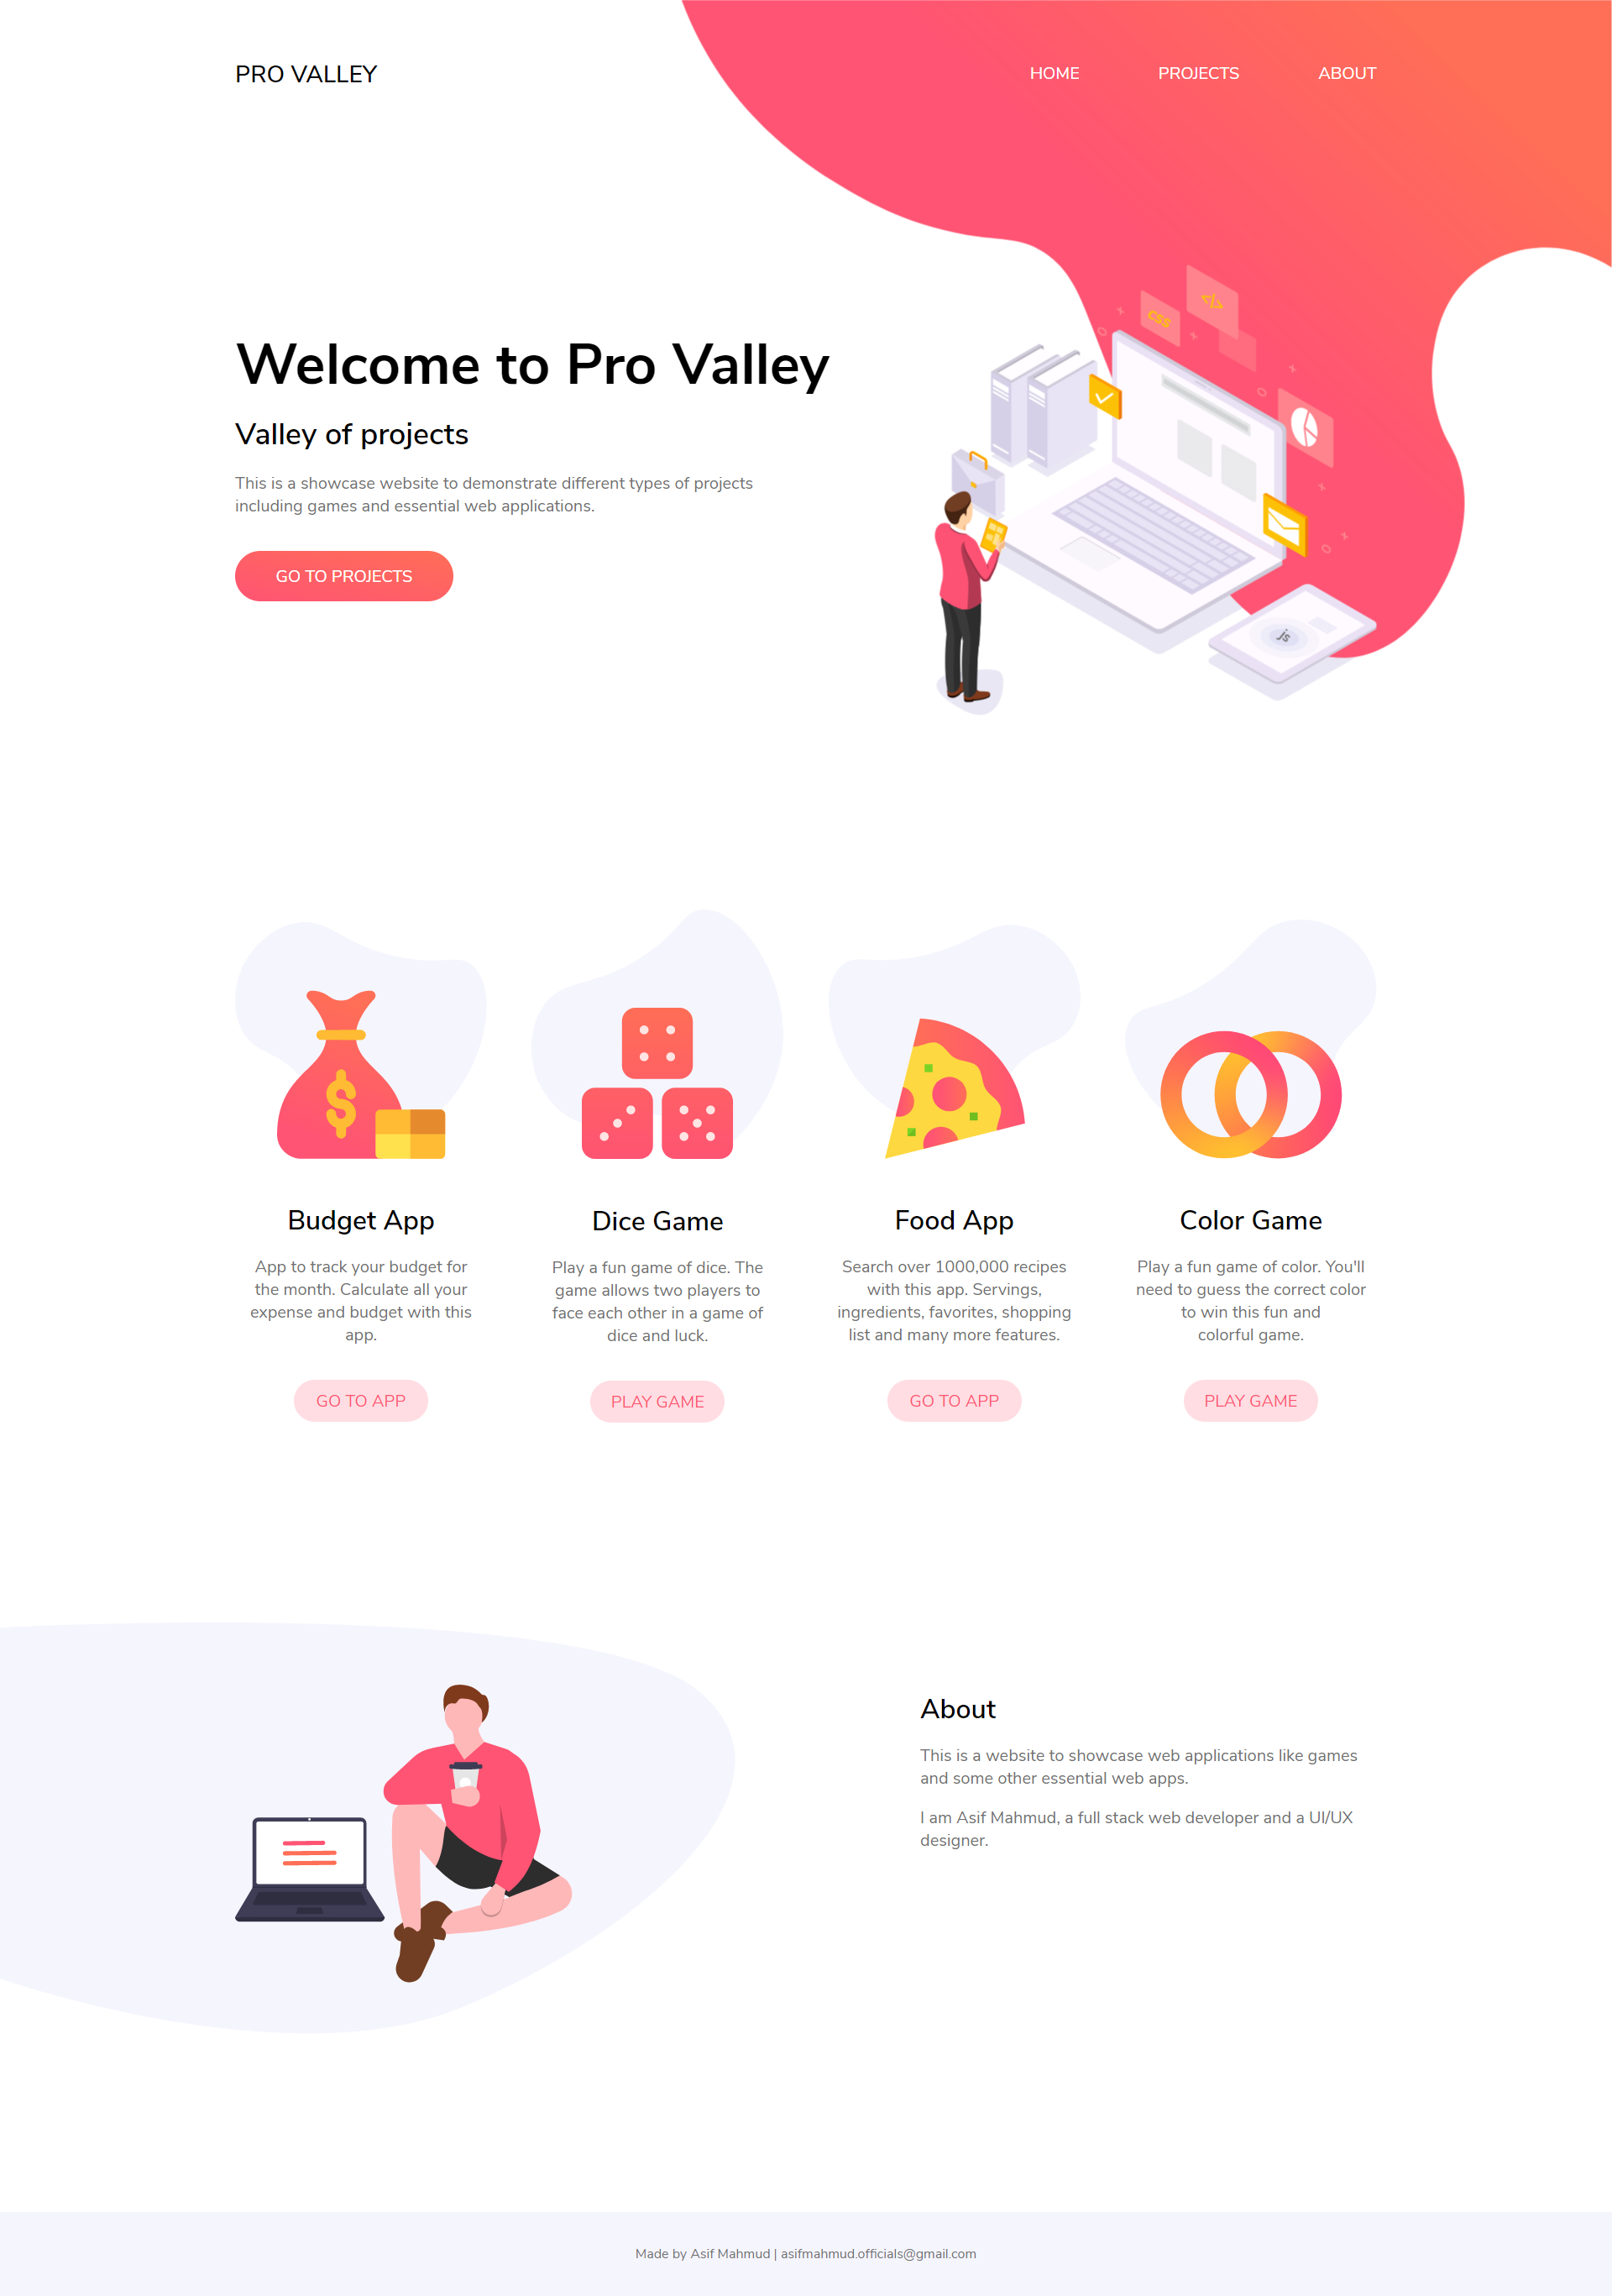 PRO VALLEY
HOME PROJECTS ABOUT
</>
css
Welcome to Pro Valley
Valley of projects
This is a showcase website to demonstrate different types of projects
including games and essential web applications.
GO TO PROJECTS
js
$
Budget App
App to track your budget for
the month. Calculate all your
expense and budget with this
app.
GO TO APP
Dice Game
Play a fun game of dice. The
game allows two players to
face each other in a game of
dice and luck.
PLAY GAME
Food App
Search over 1000,000 recipes
with this app. Servings,
ingredients, favorites, shopping
list and many more features.
GO TO APP
Color Game
Play a fun game of color. You'll
need to guess the correct color
to win this fun and
colorful game.
PLAY GAME
About
This is a website to showcase web applications like games
and some other essential web apps.
I am Asif Mahmud, a full stack web developer and a UI/UX
designer.
Made by Asif Mahmud | asifmahmud.officials@gmail.com